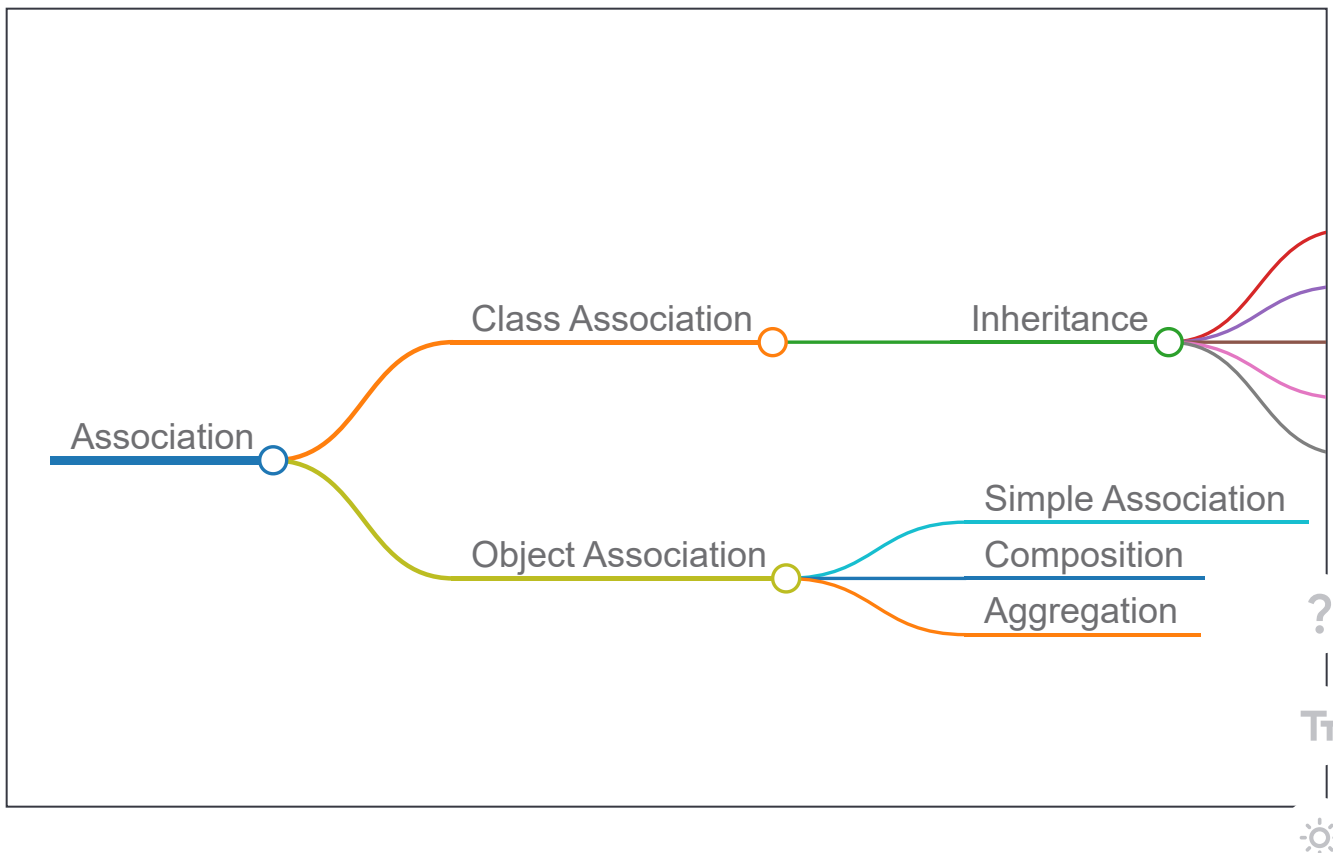 Association
Class Association
Inheritance
Object Association
Simple Association
Composition
Aggregation
?